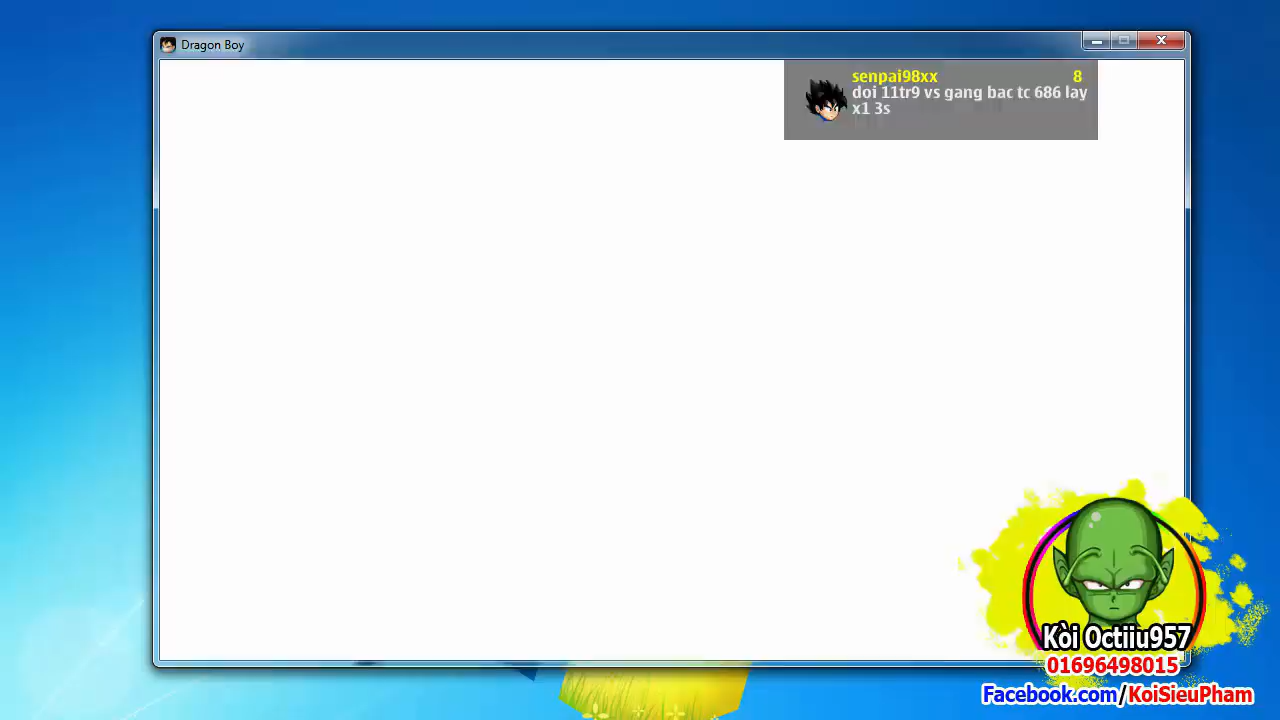 Dragon Boy
senpai98xx 8
doi 11tr9 vs gang bac tc 686 lay
x1 3s
Kòi Octiiu957
01696498015
Facebook.com/KoiSieuPham